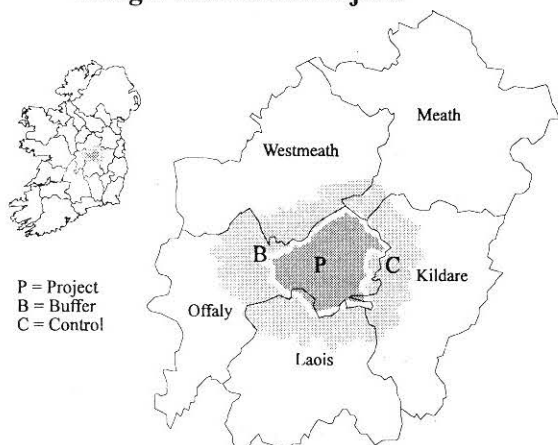 Meath
Westmeath
B
P
C
Kildare
P = Project
B = Buffer
C = Control
Offaly
Laois